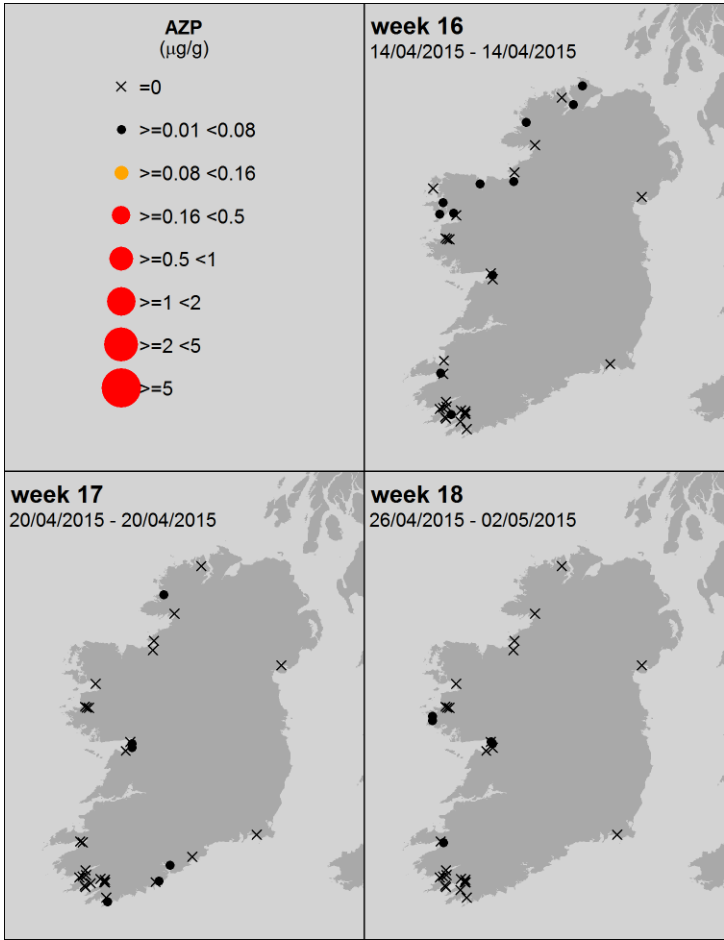 AZP
(µg/g)
=0
>=0.01 <0.08
>=0.08 <0.16
>=0.16 <0.5
>=0.5 <1
>=1 <2
>=2 <5
>=5
week 16
14/04/2015 - 14/04/2015
week 17
20/04/2015 - 20/04/2015
week 18
26/04/2015 - 02/05/2015